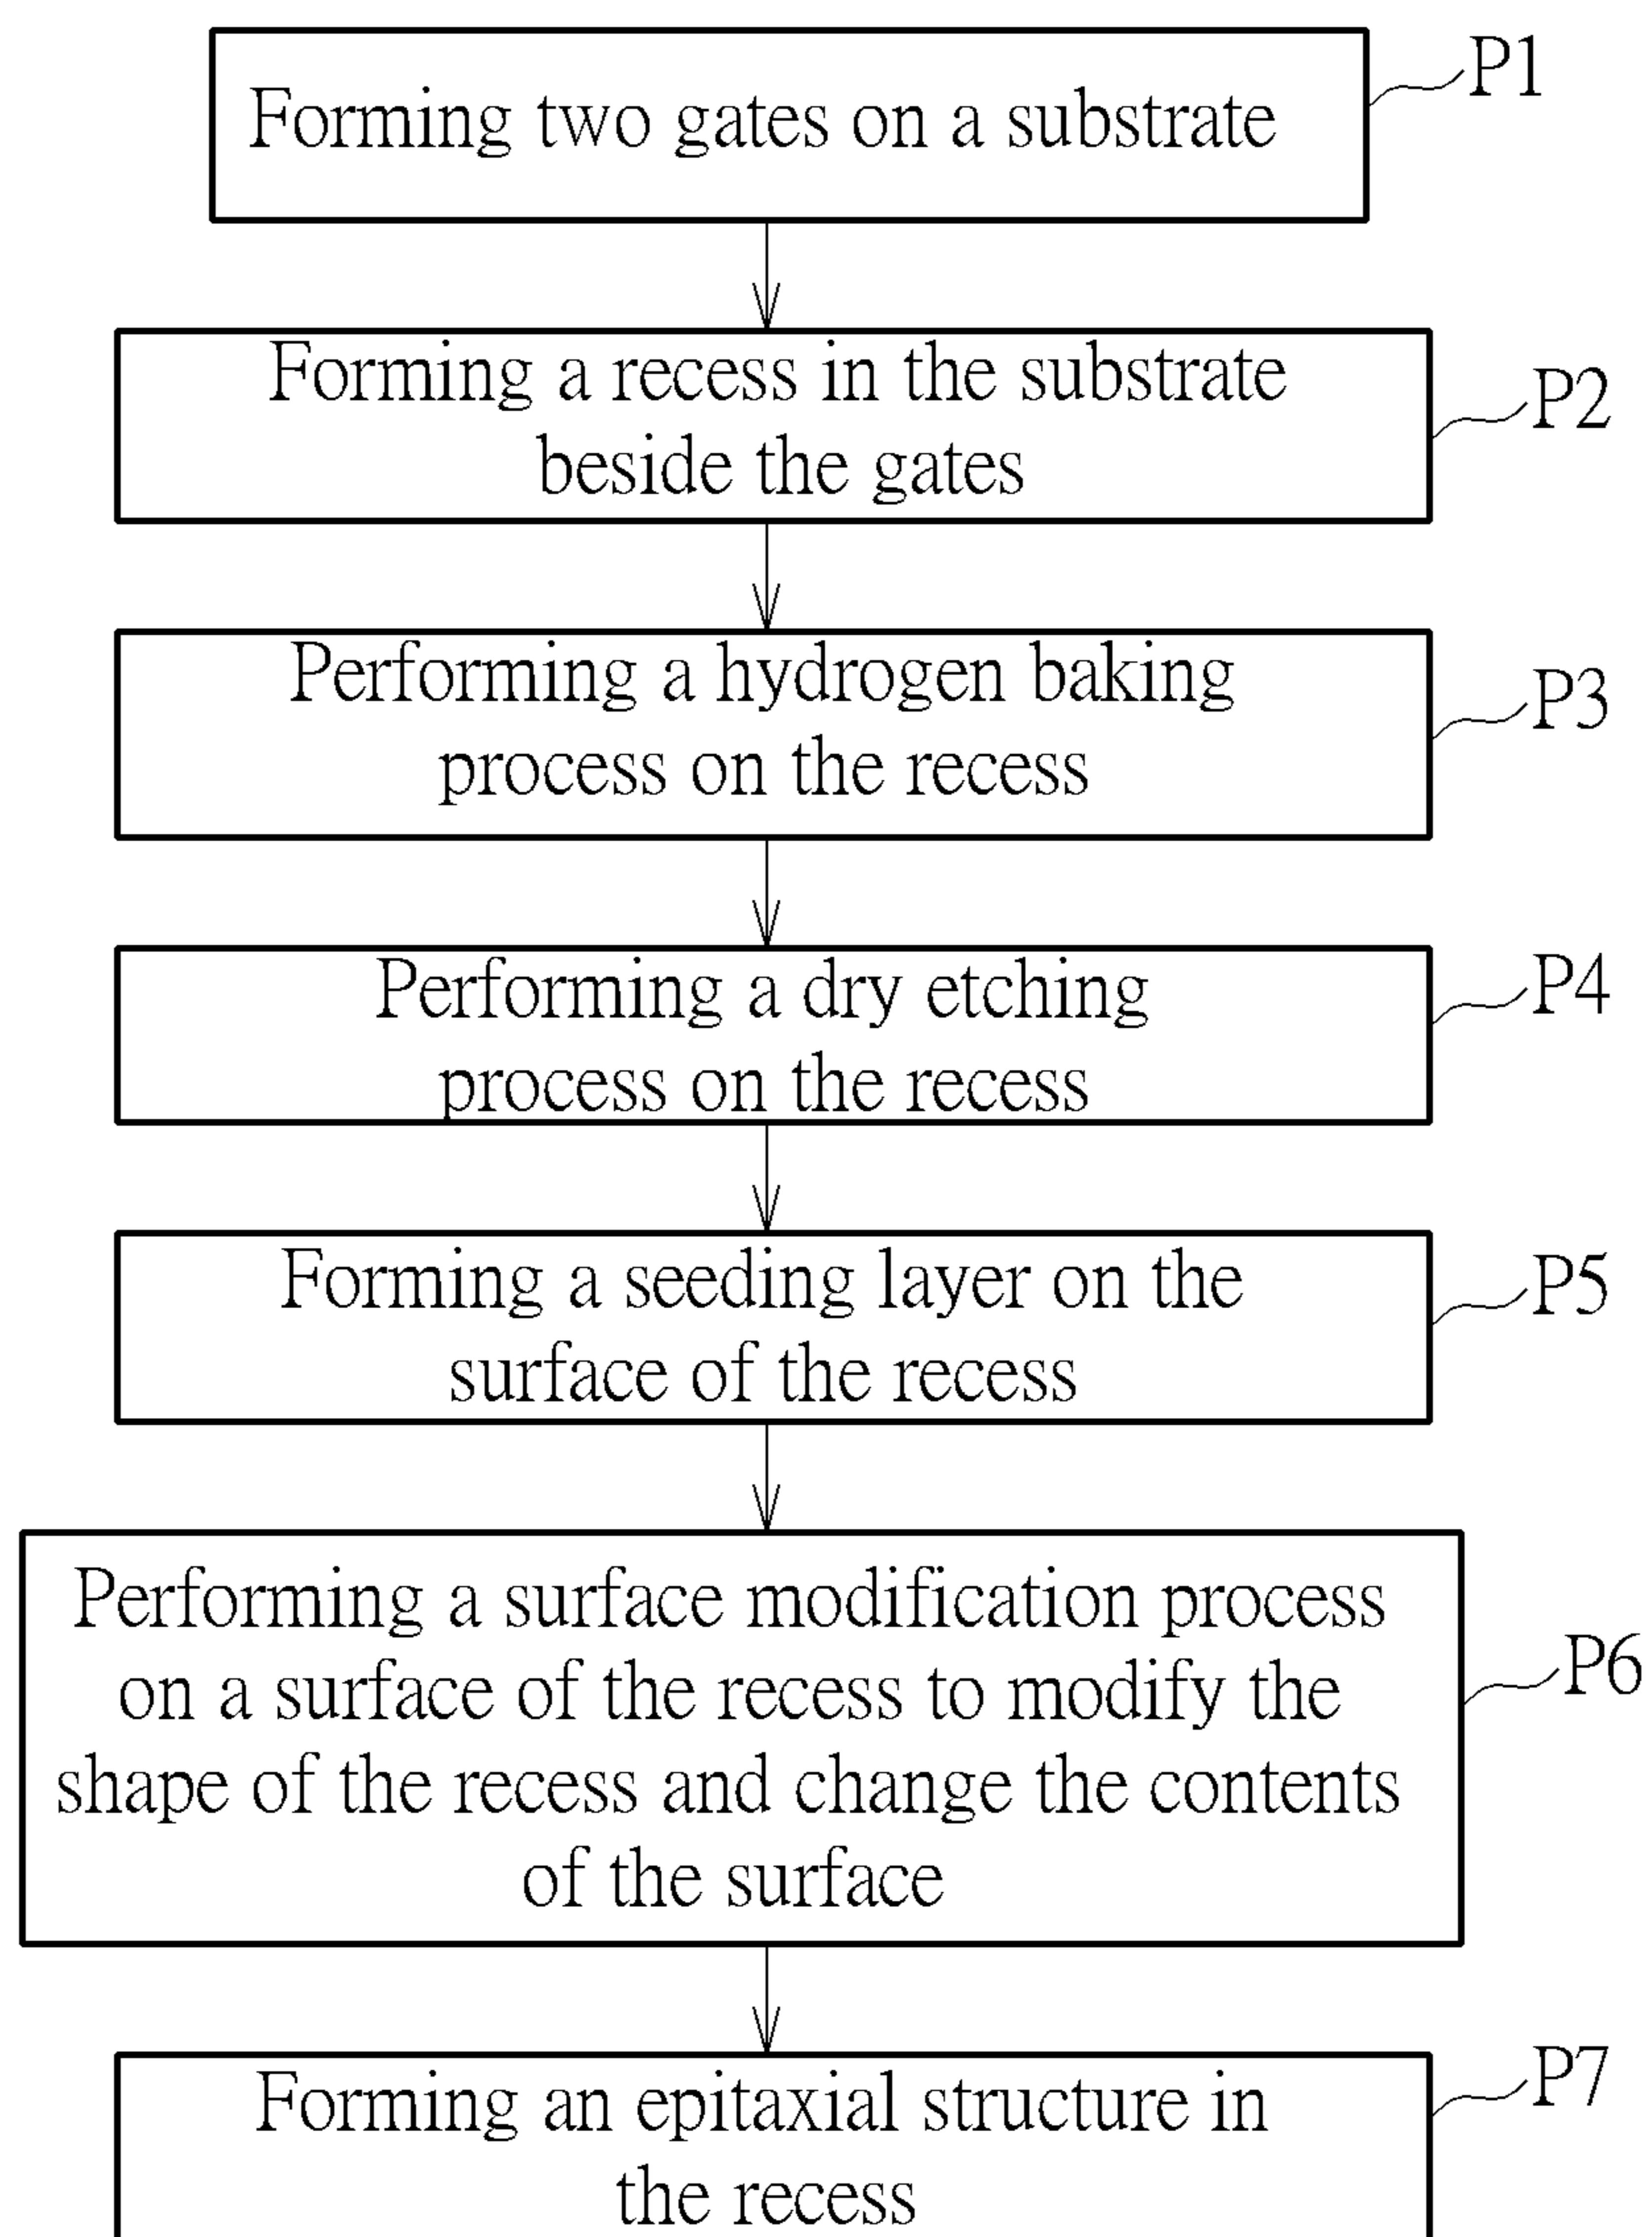 Forming two gates on a substrate
P1
Forming a recess in the substrate
beside the gates
P2
Performing a hydrogen baking
process on the recess
P3
Performing a dry etching
process on the recess
P4
Forming a seeding layer on the
surface of the recess
P5
Performing a surface modification process
on a surface of the recess to modify the
shape of the recess and change the contents
of the surface
P6
Forming an epitaxial structure in
the recess
P7